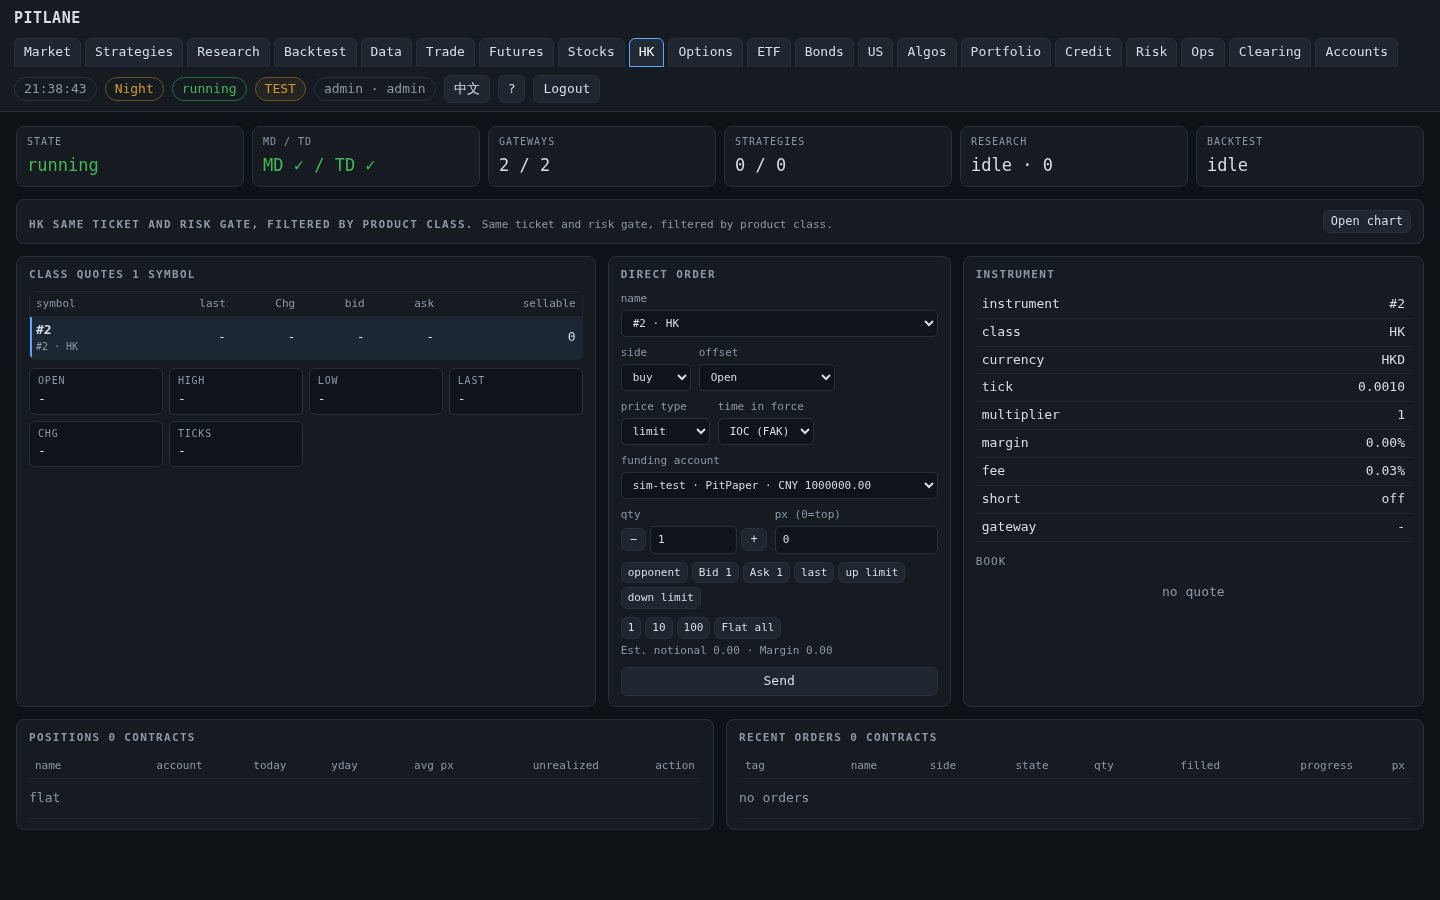 PITLANE
Market Strategies Research Backtest Data Trade Futures Stocks HK Options ETF Bonds US Algos Portfolio Credit Risk Ops Clearing Accounts
21:38:43 Night running TEST admin · admin 中文 ? Logout
STATE MD / TD GATEWAYS STRATEGIES RESEARCH BACKTEST
running MD ✓ / TD ✓ 2 / 2 0 / 0 idle · 0 idle
HK SAME TICKET AND RISK GATE, FILTERED BY PRODUCT CLASS. Same ticket and risk gate, filtered by product class. Open chart
CLASS QUOTES 1 SYMBOL
symbol last Chg bid ask sellable
#2 - - - - 0
#2 · HK
OPEN HIGH LOW LAST
- - - -
CHG TICKS
- -
DIRECT ORDER
name
#2 · HK
side offset
buy Open
price type time in force
limit IOC (FAK)
funding account
sim-test · PitPaper · CNY 1000000.00
qty px (0=top)
− 1 + 0
opponent Bid 1 Ask 1 last up limit
down limit
1 10 100 Flat all
Est. notional 0.00 · Margin 0.00
Send
INSTRUMENT
instrument #2
class HK
currency HKD
tick 0.0010
multiplier 1
margin 0.00%
fee 0.03%
short off
gateway -
BOOK
no quote
POSITIONS 0 CONTRACTS
name account today yday avg px unrealized action
flat
RECENT ORDERS 0 CONTRACTS
tag name side state qty filled progress px
no orders